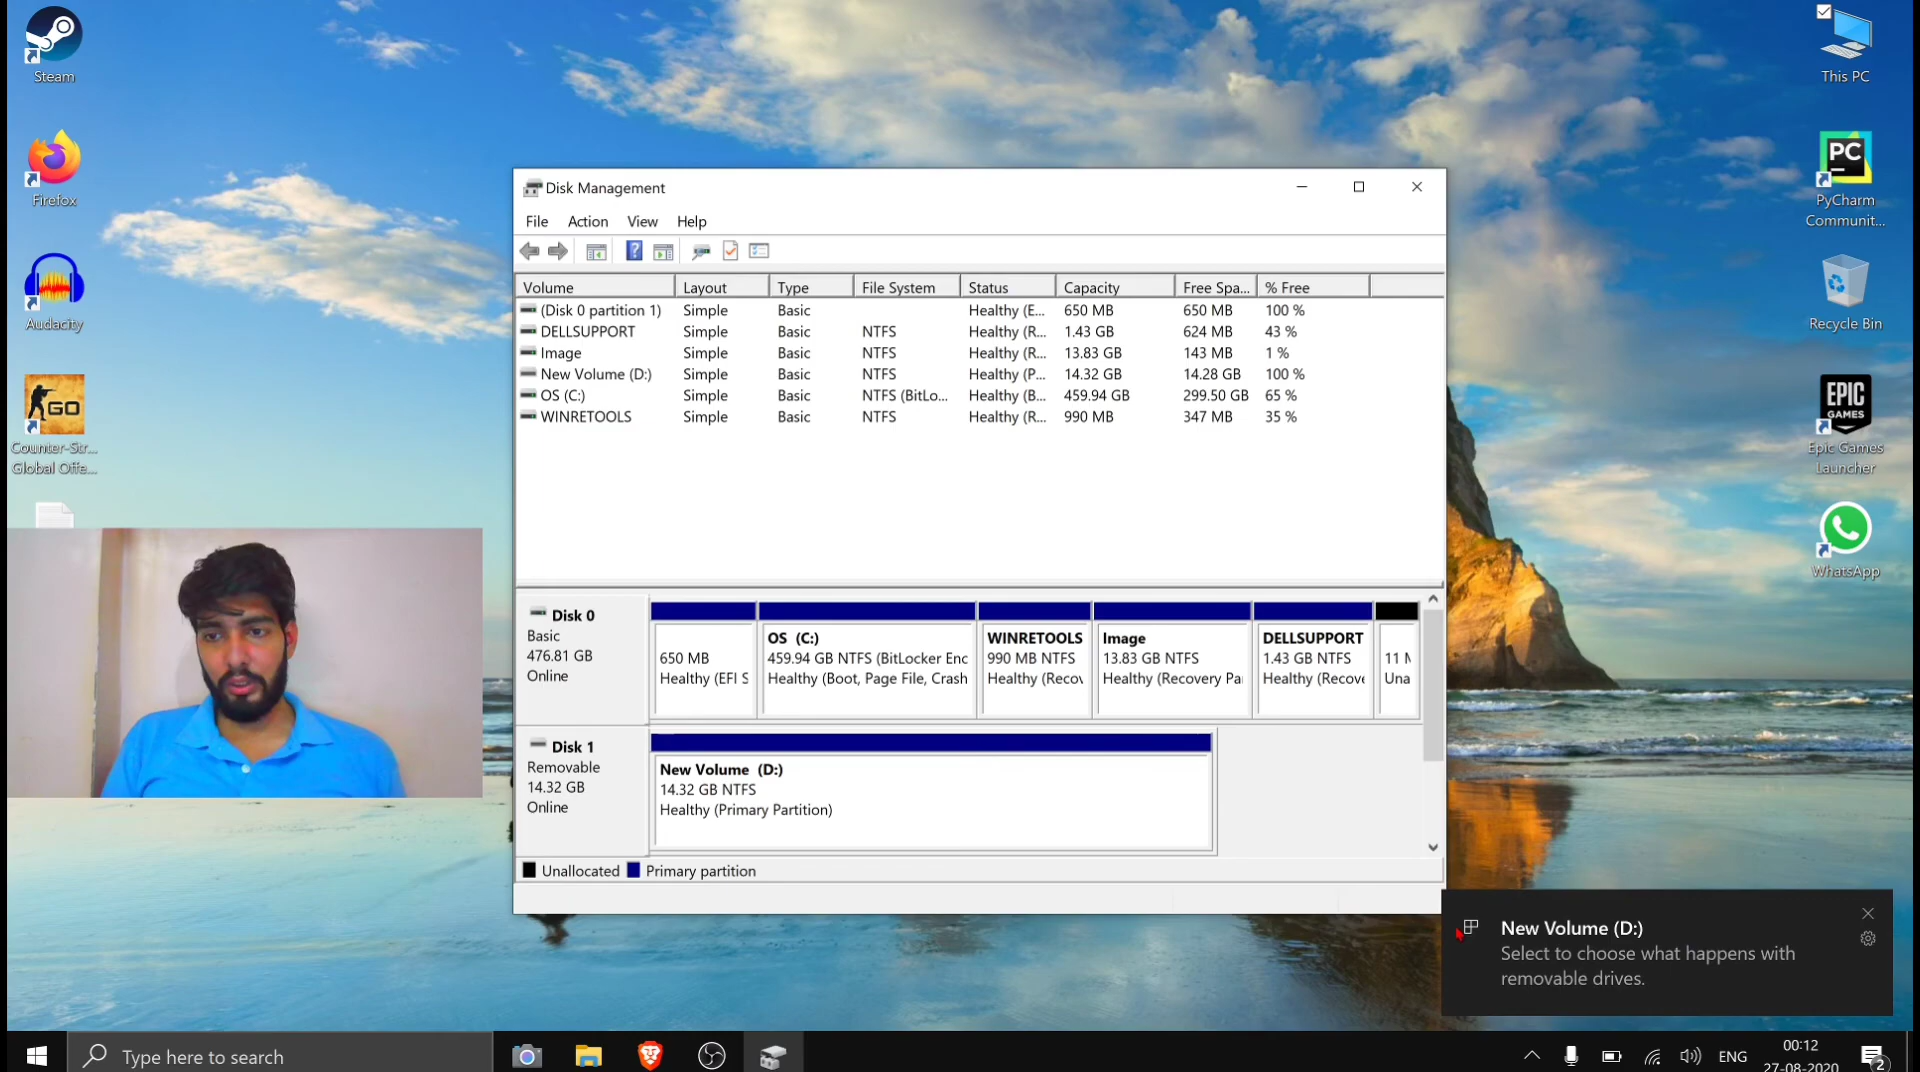 Steam
Firefox
Audacity
GO
Counter-Str...
Global Offe...
This PC
PC
PyCharm
Communit...
Recycle Bin
EPIC
GAMES
Epic Games
Launcher
WhatsApp
Disk Management
File Action View Help
Volume Layout Type File System Status Capacity Free Spa... % Free
(Disk 0 partition 1) Simple Basic Healthy (E... 650 MB 650 MB 100 %
DELLSUPPORT Simple Basic NTFS Healthy (R... 1.43 GB 624 MB 43 %
Image Simple Basic NTFS Healthy (R... 13.83 GB 143 MB 1 %
New Volume (D:) Simple Basic NTFS Healthy (P... 14.32 GB 14.28 GB 100 %
OS (C:) Simple Basic NTFS (BitLo... Healthy (B... 459.94 GB 299.50 GB 65 %
WINRETOOLS Simple Basic NTFS Healthy (R... 990 MB 347 MB 35 %
Disk 0
Basic
476.81 GB
Online
650 MB
Healthy (EFI S
OS (C:)
459.94 GB NTFS (BitLocker Enc
Healthy (Boot, Page File, Crash
WINRETOOLS
990 MB NTFS
Healthy (Recov
Image
13.83 GB NTFS
Healthy (Recovery Pa
DELLSUPPORT
1.43 GB NTFS
Healthy (Recove
11 M
Una
Disk 1
Removable
14.32 GB
Online
New Volume (D:)
14.32 GB NTFS
Healthy (Primary Partition)
Unallocated Primary partition
New Volume (D:)
Select to choose what happens with
removable drives.
Type here to search
ENG
00:12
27-08-2020
2